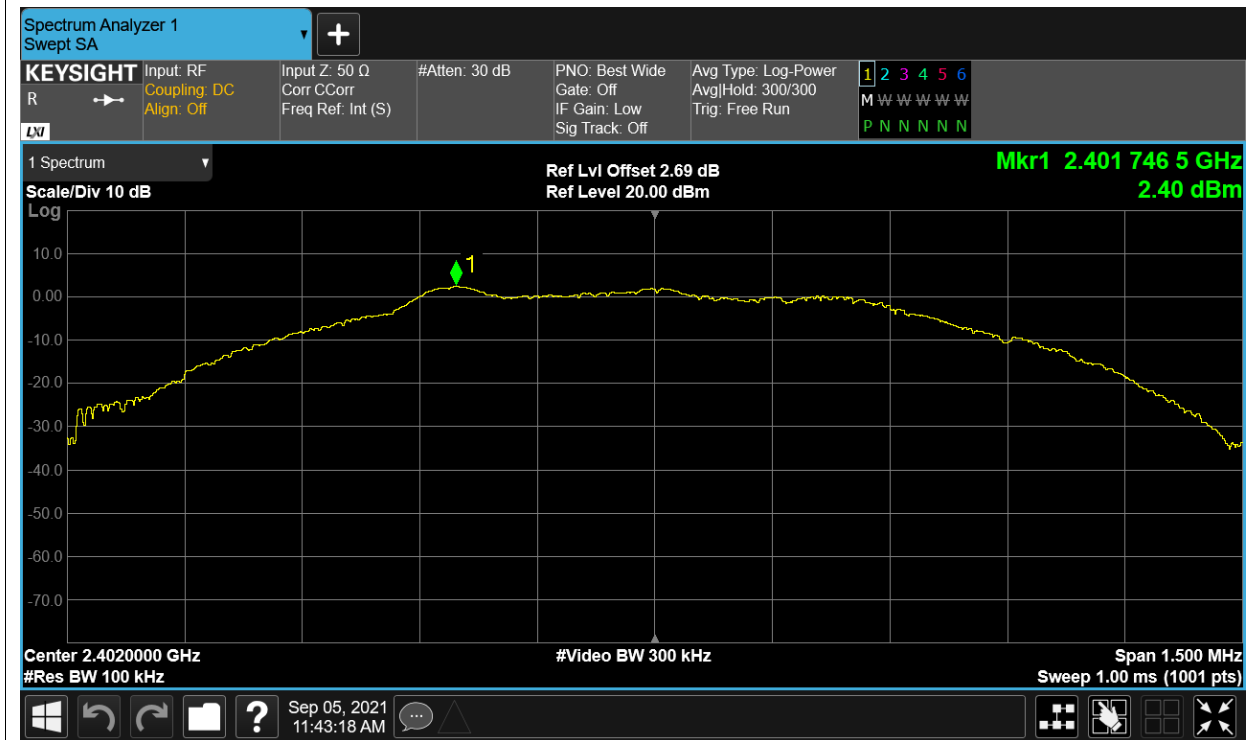 Spectrum Analyzer 1
Swept SA
KEYSIGHT
R
LXI
Input: RF
Coupling: DC
Align: Off
Input Z: 50 Ω
Corr CCorr
Freq Ref: Int (S)
#Atten: 30 dB
PNO: Best Wide
Gate: Off
IF Gain: Low
Sig Track: Off
Avg Type: Log-Power
Avg|Hold: 300/300
Trig: Free Run
1 2 3 4 5 6
M W W W W W
P N N N N N
1 Spectrum
Scale/Div 10 dB
Ref Lvl Offset 2.69 dB
Ref Level 20.00 dBm
Mkr1 2.401 746 5 GHz
2.40 dBm
Log
10.0
1
0.00
-10.0
-20.0
-30.0
-40.0
-50.0
-60.0
-70.0
Center 2.4020000 GHz
#Res BW 100 kHz
#Video BW 300 kHz
Span 1.500 MHz
Sweep 1.00 ms (1001 pts)
?
Sep 05, 2021
11:43:18 AM